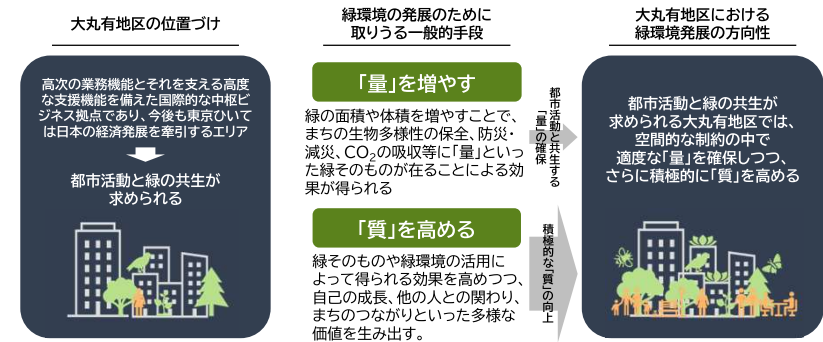 大丸有地区の位置づけ
高次の業務機能とそれを支える高度
な支援機能を備えた国際的な中枢ビ
ジネス拠点であり、今後も東京ひいて
は日本の経済発展を牽引するエリア
都市活動と緑の共生が
求められる
緑環境の発展のために
取りうる一般的手段
「量」を増やす
緑の面積や体積を増やすことで、
まちの生物多様性の保全、防災・
減災、CO₂の吸収等に「量」といっ
た緑そのものが在ることによる効
果が得られる
「質」を高める
緑そのものや緑環境の活用に
よって得られる効果を高めつつ、
自己の成長、他の人との関わり、
まちのつながりといった多様な
価値を生み出す。
都市活動と共生する
「量」の確保
積極的な「質」の向上
大丸有地区における
緑環境発展の方向性
都市活動と緑の共生が
求められる大丸有地区では、
空間的な制約の中で
適度な「量」を確保しつつ、
さらに積極的に「質」を高める